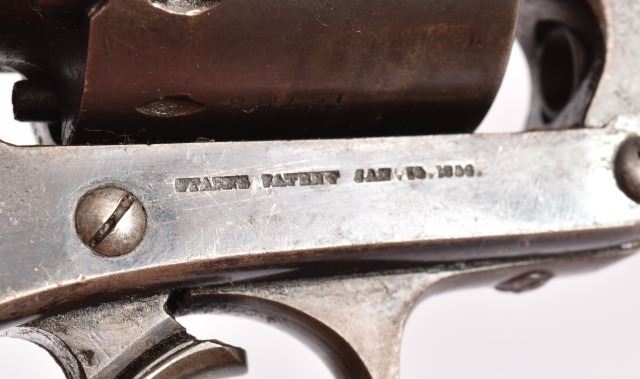 STARR'S PATENT JAN. 15. 1856.